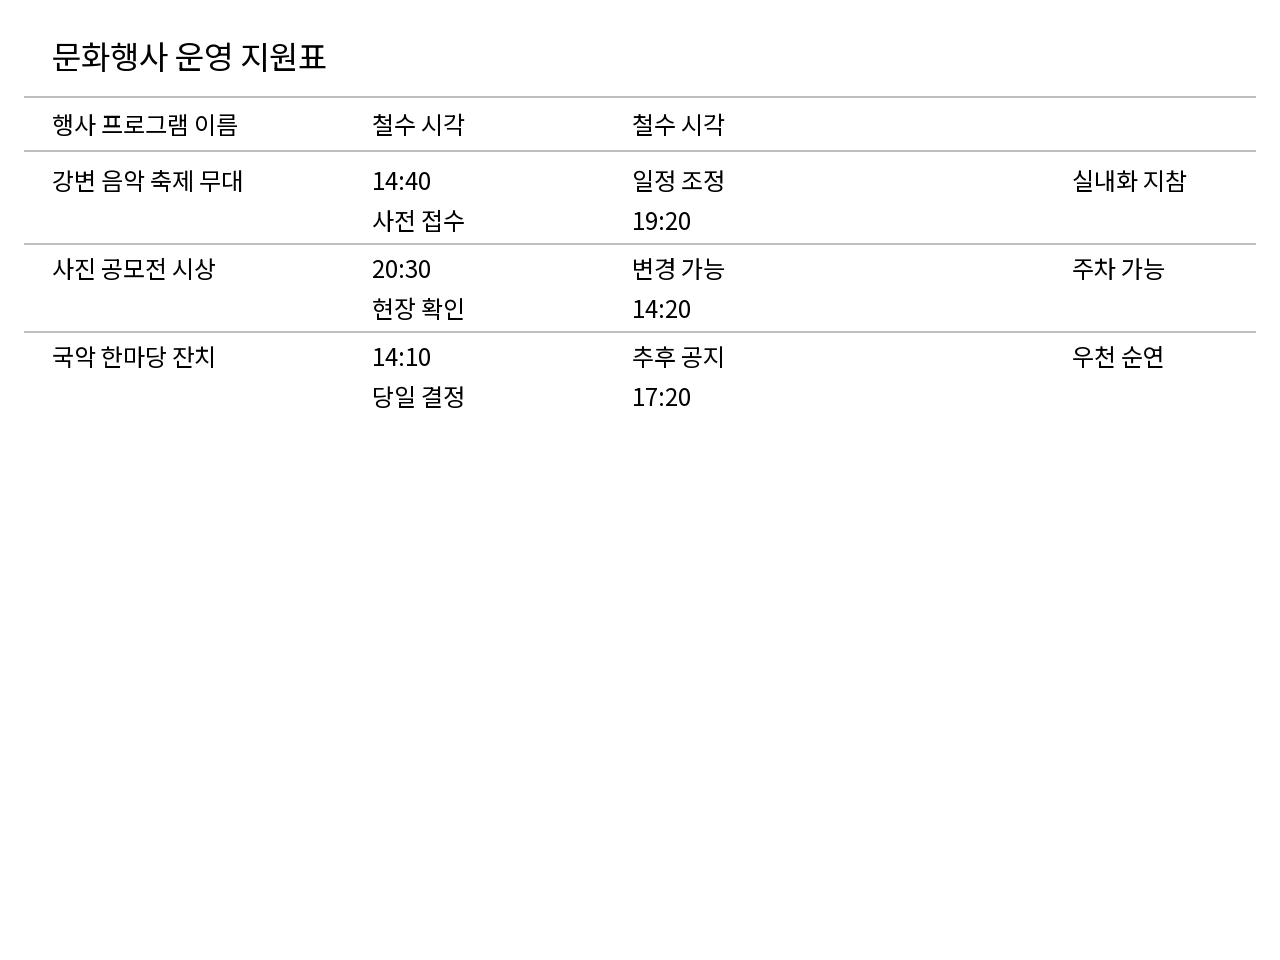 문화행사 운영 지원표
행사 프로그램 이름 철수 시각 철수 시각
강변 음악 축제 무대 14:40 일정 조정 실내화 지참
사전 접수 19:20
사진 공모전 시상 20:30 변경 가능 주차 가능
현장 확인 14:20
국악 한마당 잔치 14:10 추후 공지 우천 순연
당일 결정 17:20